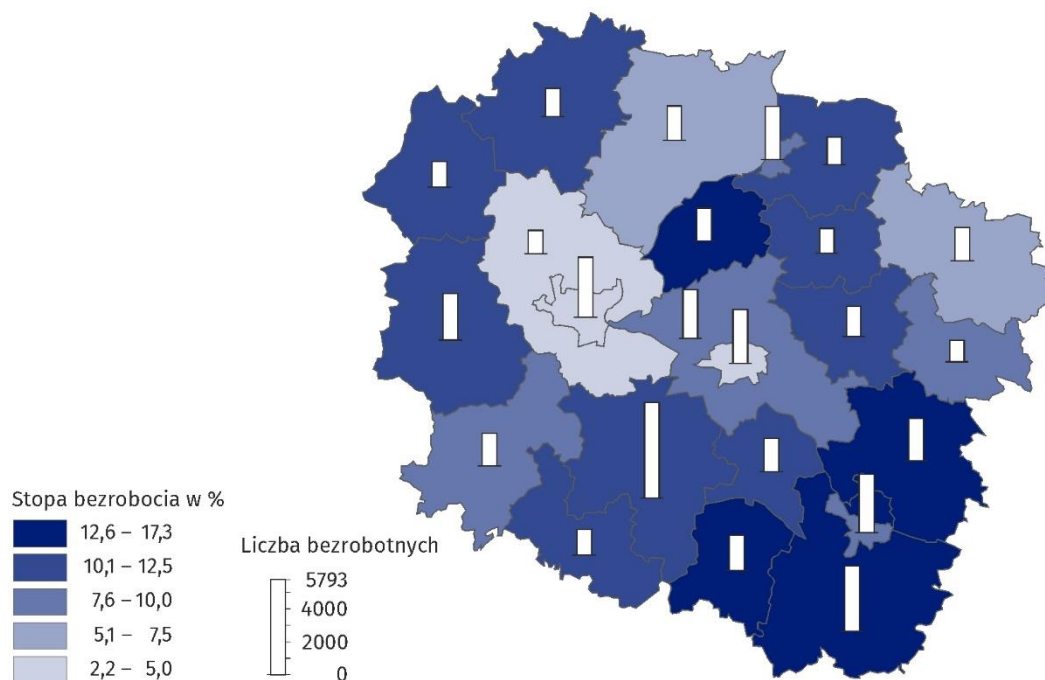 Stopa bezrobocia w %
12,6 – 17,3
10,1 – 12,5
7,6 – 10,0
5,1 – 7,5
2,2 – 5,0
Liczba bezrobotnych
5793
4000
2000
0